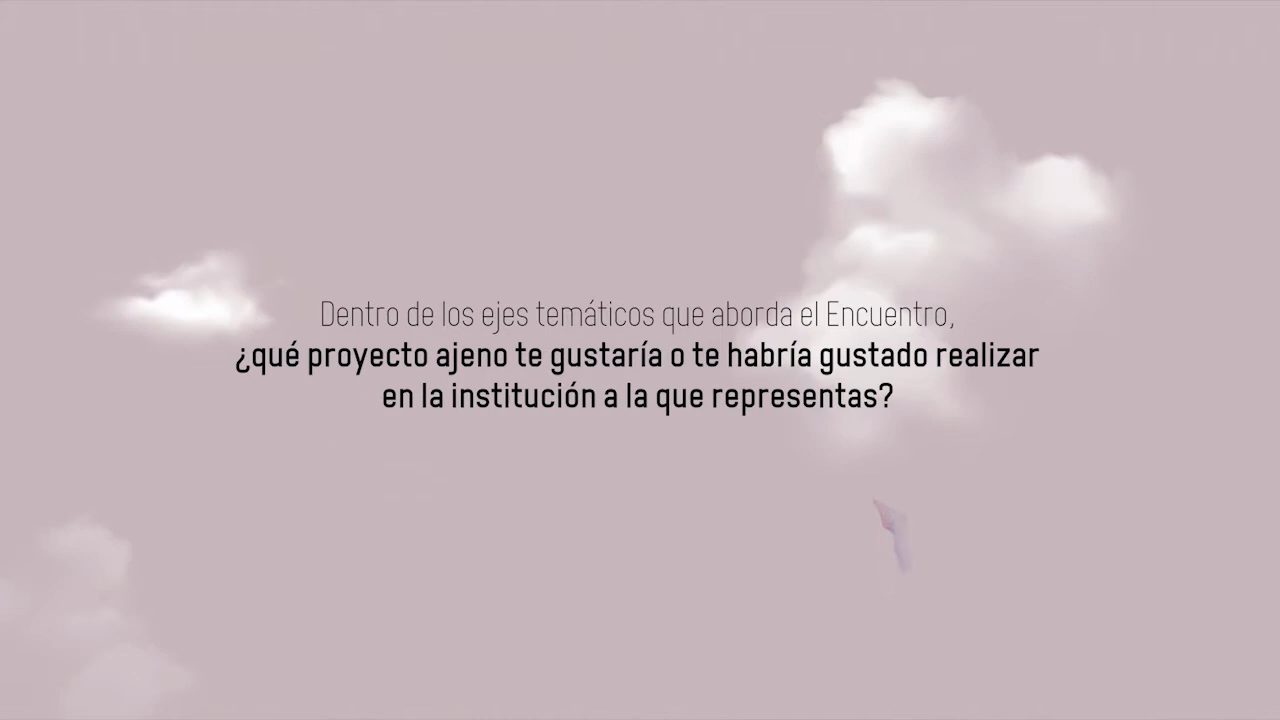 Dentro de los ejes temáticos que aborda el Encuentro,
¿qué proyecto ajeno te gustaría o te habría gustado realizar
en la institución a la que representas?